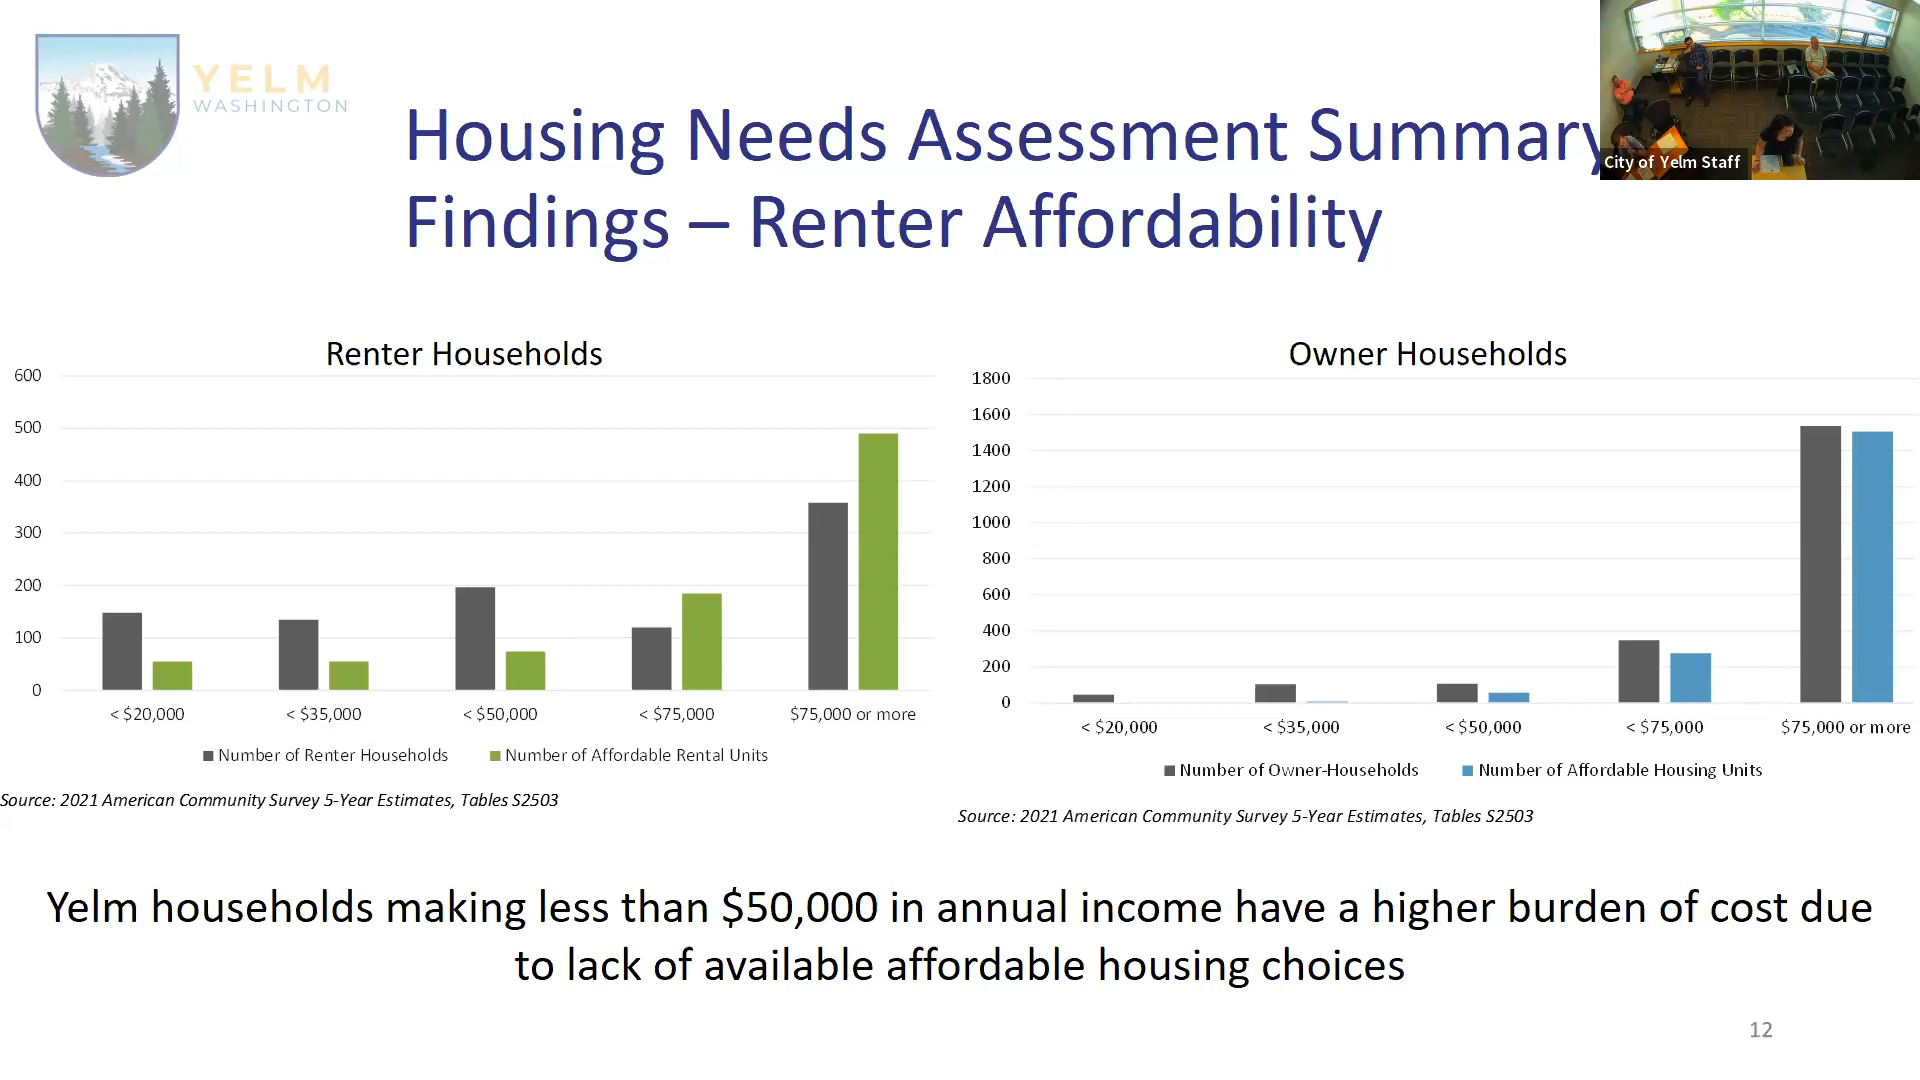 YELM
WASHINGTON
Housing Needs Assessment Summary
Findings – Renter Affordability
City of Yelm Staff
Renter Households
600
500
400
300
200
100
0
< $20,000
< $35,000
< $50,000
< $75,000
$75,000 or more
Number of Renter Households
Number of Affordable Rental Units
Source: 2021 American Community Survey 5-Year Estimates, Tables S2503
Owner Households
1800
1600
1400
1200
1000
800
600
400
200
0
< $20,000
< $35,000
< $50,000
< $75,000
$75,000 or more
Number of Owner-Households
Number of Affordable Housing Units
Source: 2021 American Community Survey 5-Year Estimates, Tables S2503
Yelm households making less than $50,000 in annual income have a higher burden of cost due
to lack of available affordable housing choices
12